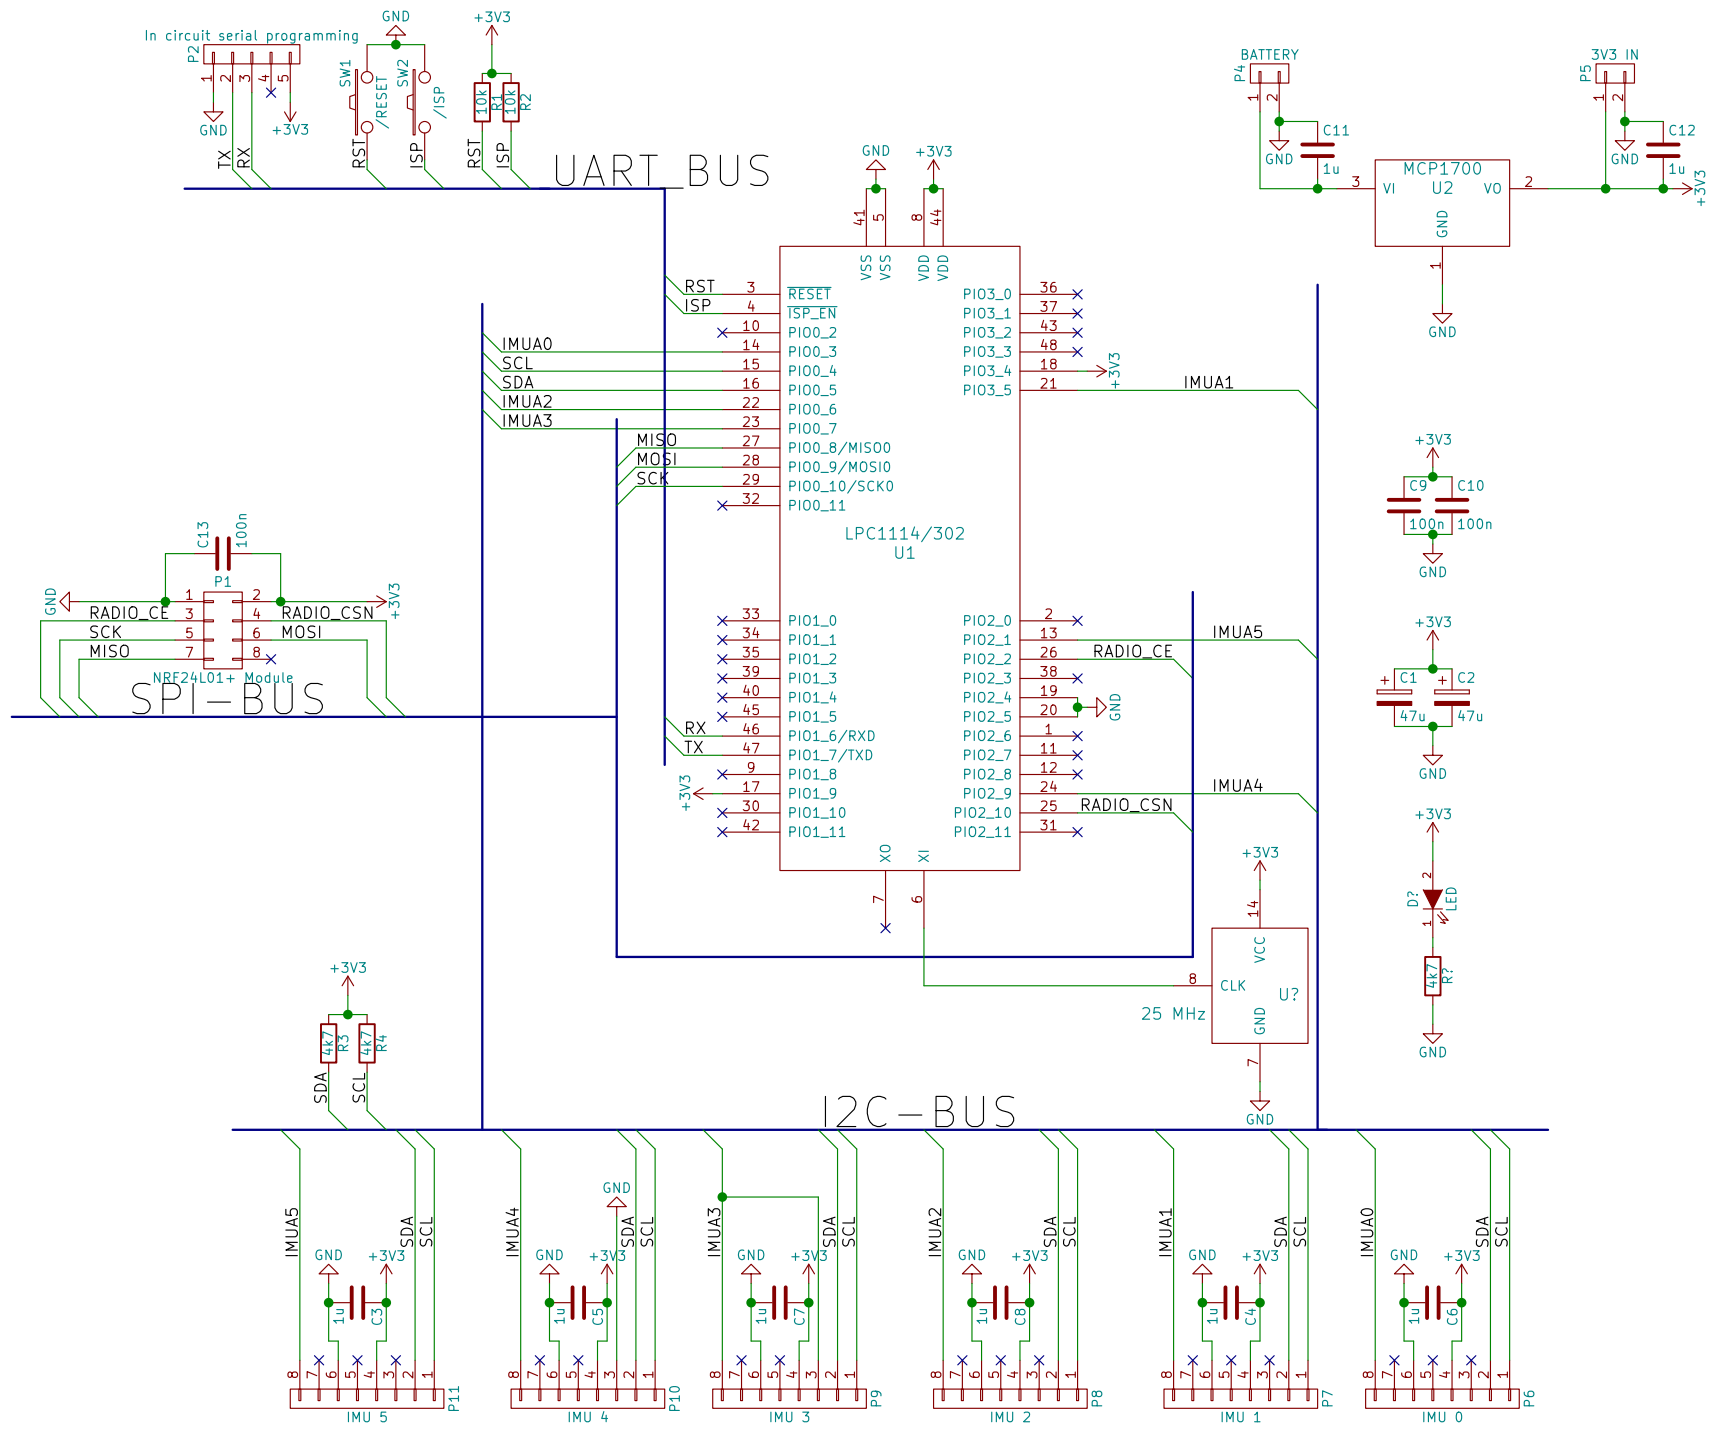 In circuit serial programming
P2
1
2
3
4
5
GND
+3V3
TX
RX
GND
SW1
/RESET
SW2
/ISP
RST
ISP
+3V3
10k
R1
10k
R2
RST
ISP
UART_BUS
BATTERY
P4
1
2
GND
C11
1u
3V3 IN
P5
1
2
GND
C12
1u
MCP1700
U2
3
VI
VO
2
GND
1
GND
+3V3
GND
+3V3
41
5
8
44
VSS
VSS
VDD
VDD
RST 3 RESET
ISP 4 ISP_EN
10 PIO0_2
IMUA0 14 PIO0_3
SCL 15 PIO0_4
SDA 16 PIO0_5
IMUA2 22 PIO0_6
IMUA3 23 PIO0_7
MISO 27 PIO0_8/MISO0
MOSI 28 PIO0_9/MOSI0
SCK 29 PIO0_10/SCK0
32 PIO0_11
PIO3_0 36
PIO3_1 37
PIO3_2 43
PIO3_3 48
PIO3_4 18 +3V3
PIO3_5 21 IMUA1
LPC1114/302
U1
33 PIO1_0
34 PIO1_1
35 PIO1_2
39 PIO1_3
40 PIO1_4
45 PIO1_5
RX 46 PIO1_6/RXD
TX 47 PIO1_7/TXD
9 PIO1_8
+3V3 17 PIO1_9
30 PIO1_10
42 PIO1_11
PIO2_0 2
PIO2_1 13 IMUA5
PIO2_2 26 RADIO_CE
PIO2_3 38
PIO2_4 19
PIO2_5 20
GND
PIO2_6 1
PIO2_7 11
PIO2_8 12
PIO2_9 24 IMUA4
PIO2_10 25 RADIO_CSN
PIO2_11 31
XO
XI
7
6
+3V3
C9
C10
100n
100n
GND
+3V3
+
C1
47u
+
C2
47u
GND
+3V3
2
D?
LED
1
4k7
R?
GND
C13
100n
P1
GND
1
2
+3V3
RADIO_CE
3
4
RADIO_CSN
SCK
5
6
MOSI
MISO
7
8
NRF24L01+ Module
SPI-BUS
+3V3
14
VCC
8
CLK
U?
25 MHz
GND
7
GND
+3V3
4k7
R3
4k7
R4
SDA
SCL
I2C-BUS
IMUA5
SDA
SCL
GND
+3V3
1u
C3
8
7
6
5
4
3
2
1
P11
IMU 5
IMUA4
GND
SDA
SCL
GND
+3V3
1u
C5
8
7
6
5
4
3
2
1
P10
IMU 4
IMUA3
SDA
SCL
GND
+3V3
1u
C7
8
7
6
5
4
3
2
1
P9
IMU 3
IMUA2
SDA
SCL
GND
+3V3
1u
C8
8
7
6
5
4
3
2
1
P8
IMU 2
IMUA1
SDA
SCL
GND
+3V3
1u
C4
8
7
6
5
4
3
2
1
P7
IMU 1
IMUA0
SDA
SCL
GND
+3V3
1u
C6
8
7
6
5
4
3
2
1
P6
IMU 0